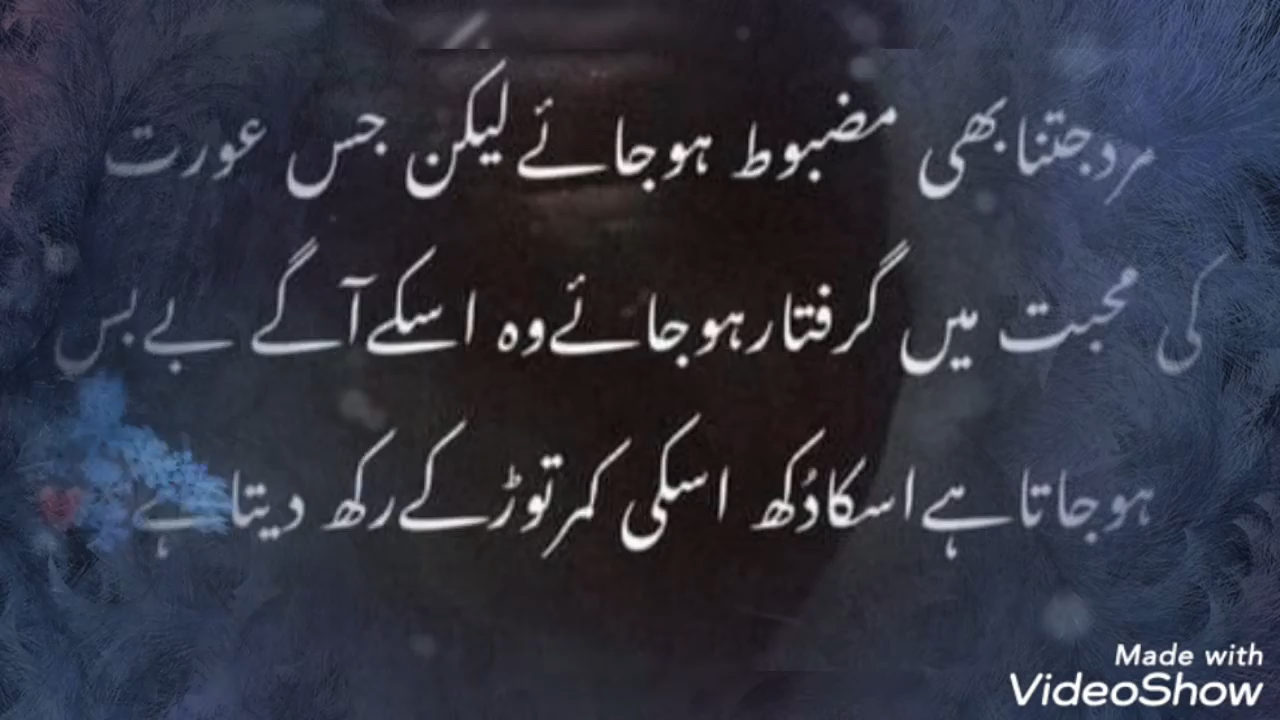 مرد جتنا بھی مضبوط ہو جائے لیکن جس عورت
کی محبت میں گرفتار ہو جائے وہ اسکے آگے بے بس
ہو جاتا ہے اسکا دُکھ اسکی کمر توڑ کے رکھ دیتا ہے
Made with
VideoShow